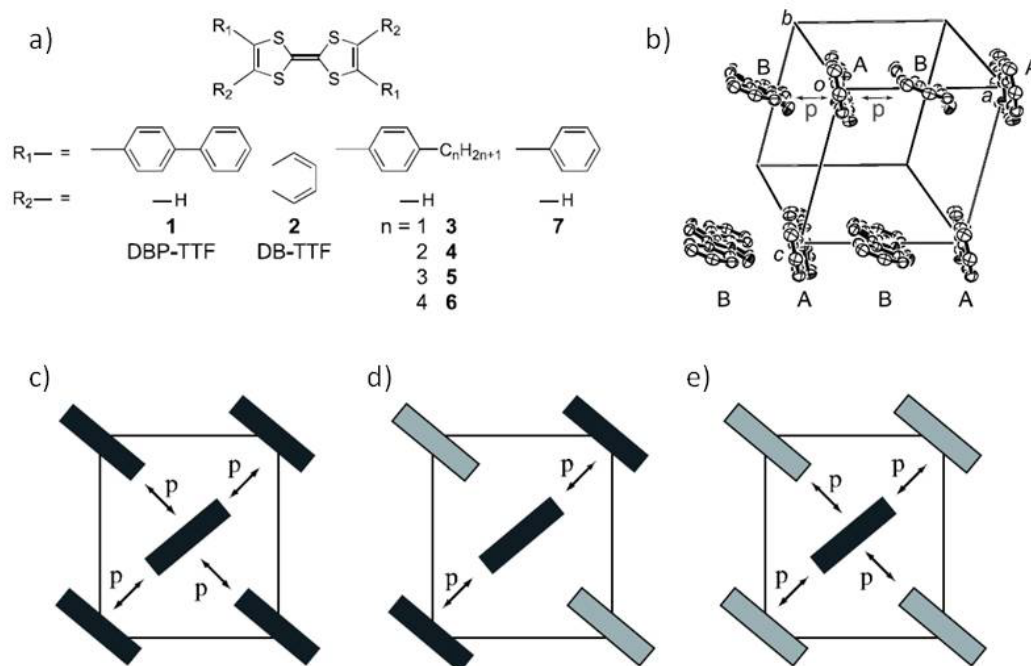 a)
R1 R2
S S
S S
R2 R1
R1— =
CnH2n+1
R2— = —H —H —H
1 2 n = 1 3 7
DBP-TTF DB-TTF 2 4
3 5
4 6
b)
b
B A B A
o a
p p
c
B A B A
c)
p p
p p
d)
p
p
e)
p p
p p